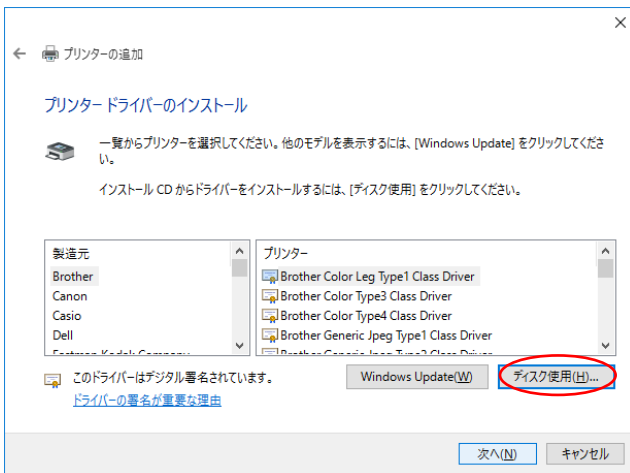 プリンターの追加
プリンター ドライバーのインストール
一覧からプリンターを選択してください。他のモデルを表示するには、[Windows Update] をクリックしてくださ
い。
インストール CD からドライバーをインストールするには、[ディスク使用] をクリックしてください。
製造元
Brother
Canon
Casio
Dell
Eastman Kodak Company
プリンター
Brother Color Leg Type1 Class Driver
Brother Color Type3 Class Driver
Brother Color Type4 Class Driver
Brother Generic Jpeg Type1 Class Driver
Brother Generic Jpeg Type2 Class Driver
このドライバーはデジタル署名されています。
ドライバーの署名が重要な理由
Windows Update(W)
ディスク使用(H)...
次へ(N)
キャンセル